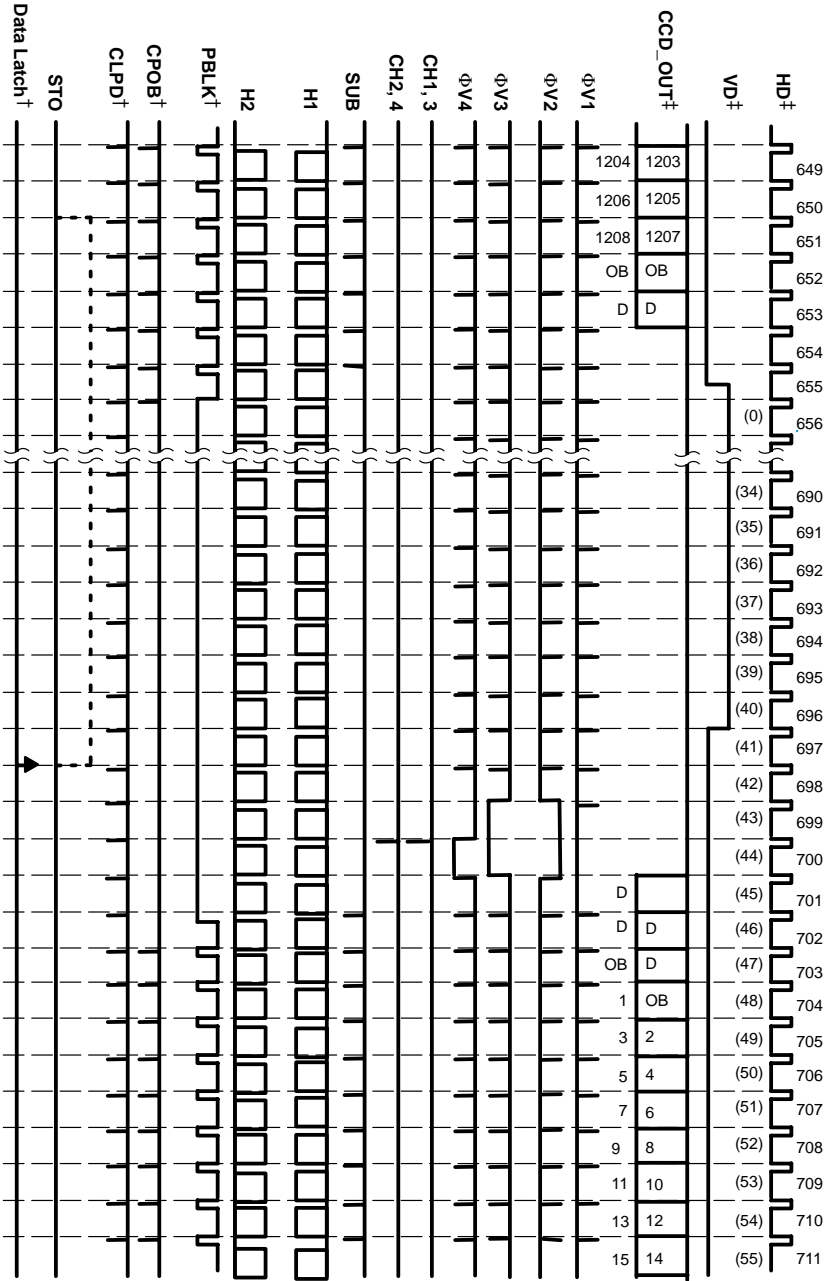 HD‡
VD‡
CCD_OUT‡
ΦV1
ΦV2
ΦV3
ΦV4
CH1, 3
CH2, 4
SUB
H1
H2
PBLK†
CPOB†
CLPD†
STO
Data Latch†
1204 1203 649
1206 1205 650
1208 1207 651
OB OB 652
D D 653
654
655
(0) 656
(34) 690
(35) 691
(36) 692
(37) 693
(38) 694
(39) 695
(40) 696
(41) 697
(42) 698
(43) 699
(44) 700
D (45) 701
D D (46) 702
OB D (47) 703
1 OB (48) 704
3 2 (49) 705
5 4 (50) 706
7 6 (51) 707
9 8 (52) 708
11 10 (53) 709
13 12 (54) 710
15 14 (55) 711